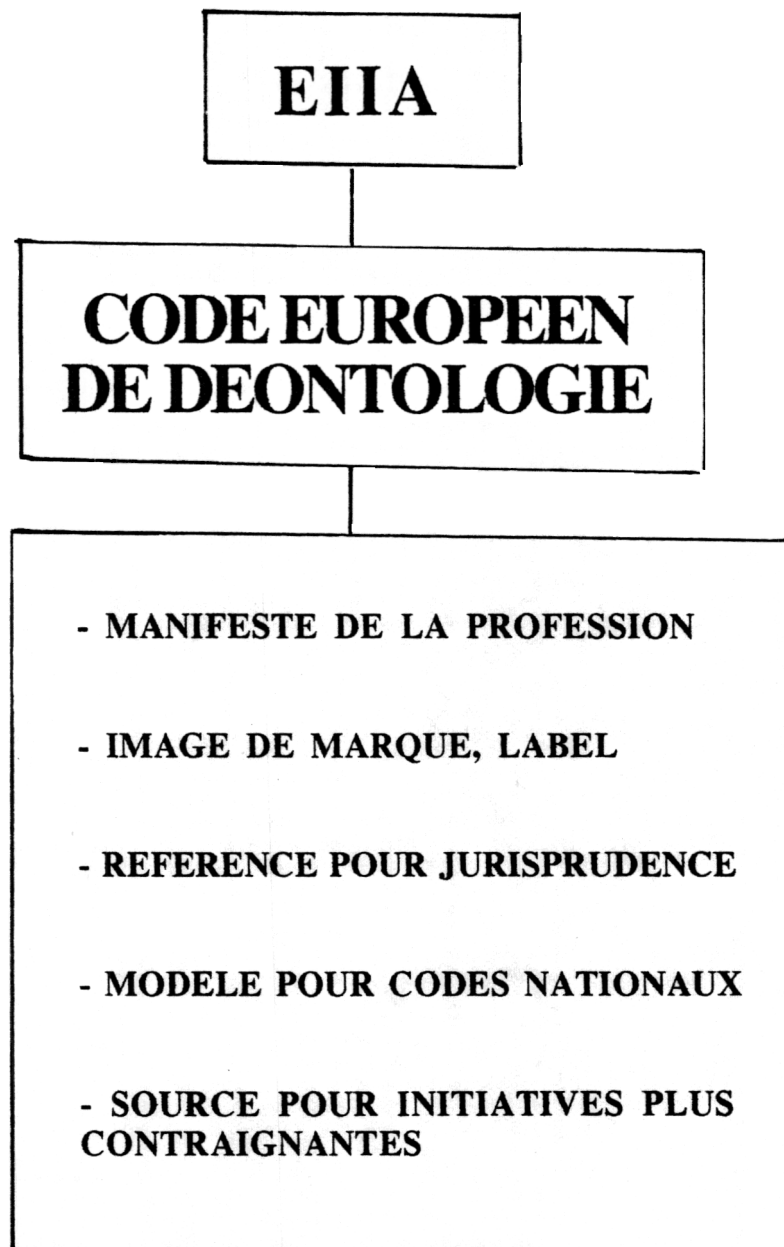 EIIA
CODE EUROPEEN
DE DEONTOLOGIE
- MANIFESTE DE LA PROFESSION
- IMAGE DE MARQUE, LABEL
- REFERENCE POUR JURISPRUDENCE
- MODELE POUR CODES NATIONAUX
- SOURCE POUR INITIATIVES PLUS
CONTRAIGNANTES